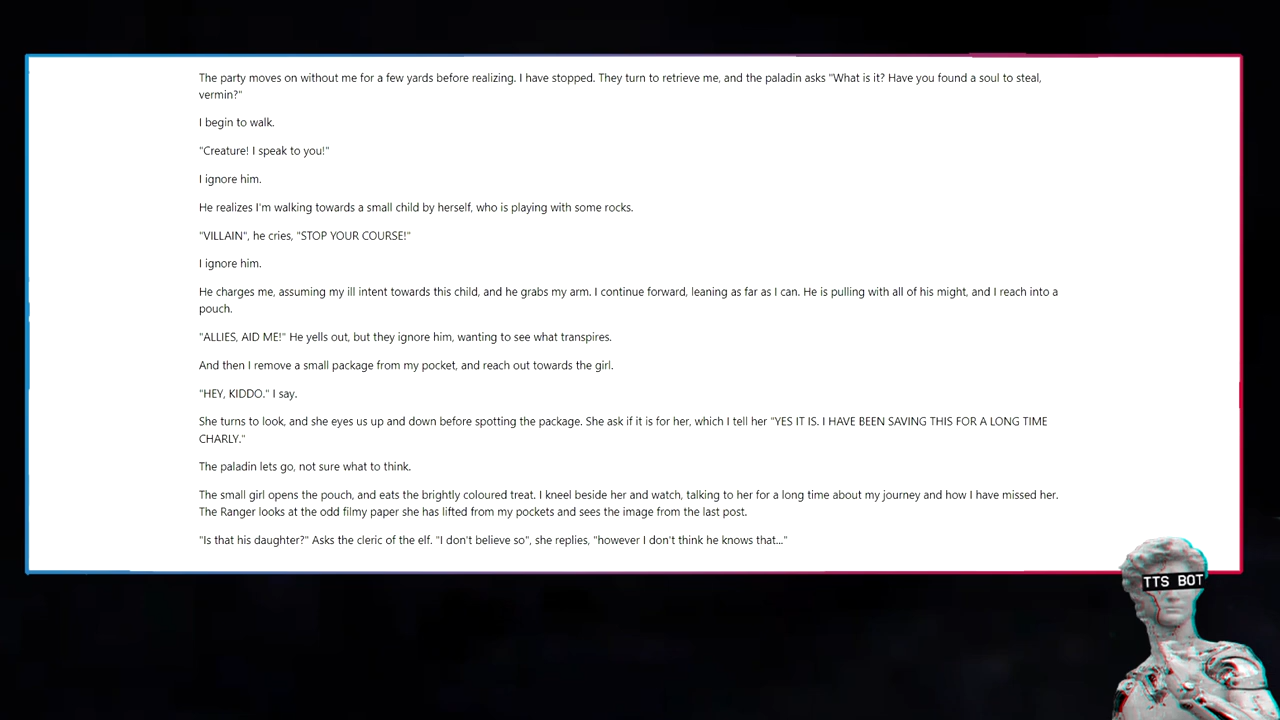 The party moves on without me for a few yards before realizing. I have stopped. They turn to retrieve me, and the paladin asks "What is it? Have you found a soul to steal,
vermin?"
I begin to walk.
"Creature! I speak to you!"
I ignore him.
He realizes I'm walking towards a small child by herself, who is playing with some rocks.
"VILLAIN", he cries, "STOP YOUR COURSE!"
I ignore him.
He charges me, assuming my ill intent towards this child, and he grabs my arm. I continue forward, leaning as far as I can. He is pulling with all of his might, and I reach into a
pouch.
"ALLIES, AID ME!" He yells out, but they ignore him, wanting to see what transpires.
And then I remove a small package from my pocket, and reach out towards the girl.
"HEY, KIDDO." I say.
She turns to look, and she eyes us up and down before spotting the package. She ask if it is for her, which I tell her "YES IT IS. I HAVE BEEN SAVING THIS FOR A LONG TIME
CHARLY."
The paladin lets go, not sure what to think.
The small girl opens the pouch, and eats the brightly coloured treat. I kneel beside her and watch, talking to her for a long time about my journey and how I have missed her.
The Ranger looks at the odd filmy paper she has lifted from my pockets and sees the image from the last post.
"Is that his daughter?" Asks the cleric of the elf. "I don't believe so", she replies, "however I don't think he knows that..."
TTS BOT